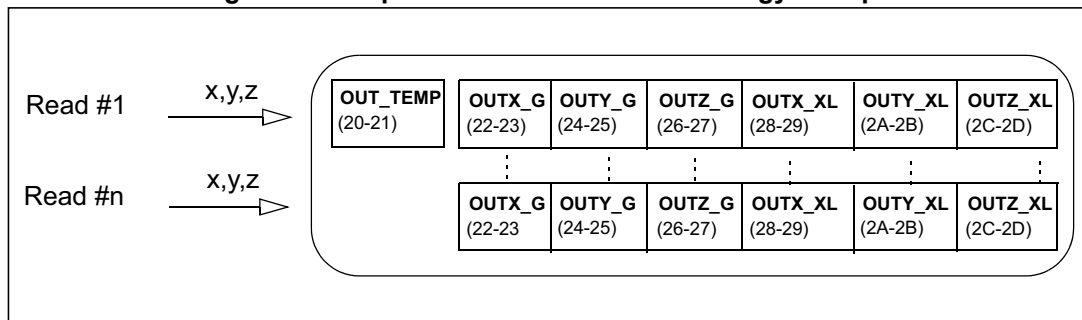 Read #1
x,y,z
OUT_TEMP
(20-21)
OUTX_G OUTY_G OUTZ_G OUTX_XL OUTY_XL OUTZ_XL
(22-23) (24-25) (26-27) (28-29) (2A-2B) (2C-2D)
Read #n
x,y,z
OUTX_G OUTY_G OUTZ_G OUTX_XL OUTY_XL OUTZ_XL
(22-23 (24-25) (26-27) (28-29) (2A-2B) (2C-2D)